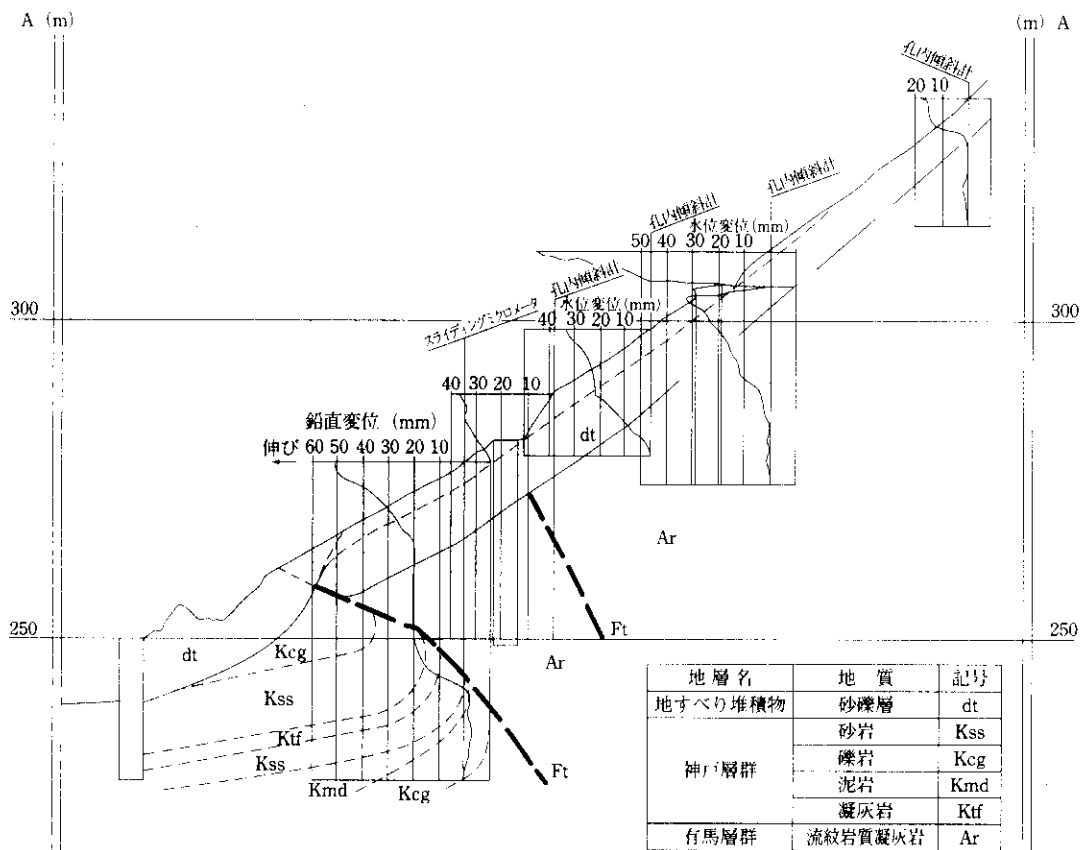 A (m)
(m) A
孔内傾斜計
20 10
孔内傾斜計
孔内傾斜計
水位変位(mm)
50 40 30 20 10
孔内傾斜計
水位変位(mm)
40 30 20 10
スライディングミクロメータ
300
300
40 30 20 10
鉛直変位 (mm)
伸び 60 50 40 30 20 10
dt
Ar
Ft
250
250
dt
Kcg
Ar
Kss
Ktf
Kss
Kmd
Kcg
Ft
地層名 地質 記号
地すべり堆積物 砂礫層 dt
神戸層群 砂岩 Kss
礫岩 Kcg
泥岩 Kmd
凝灰岩 Ktf
有馬層群 流紋岩質凝灰岩 Ar